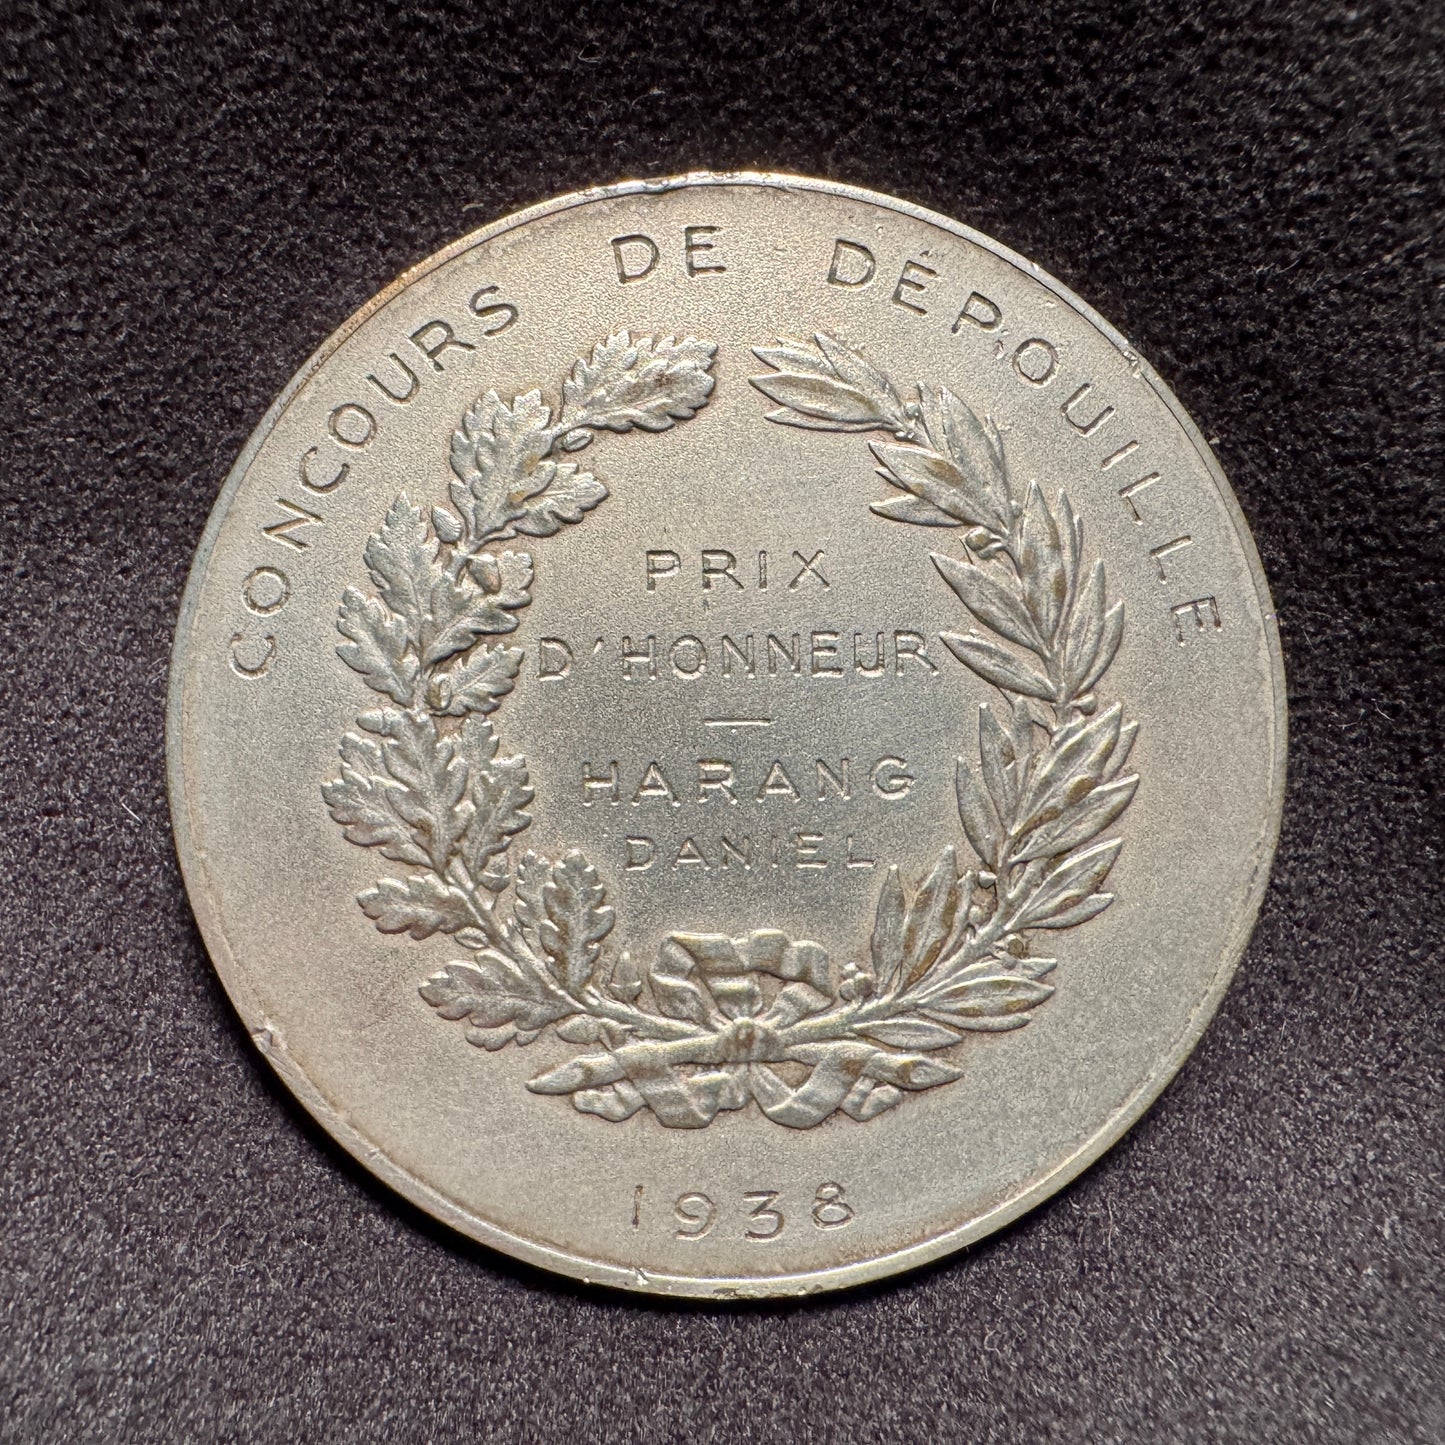 CONCOURS DE DÉPOUILLE
PRIX
D'HONNEUR
—
HARANG
DANIEL
1938